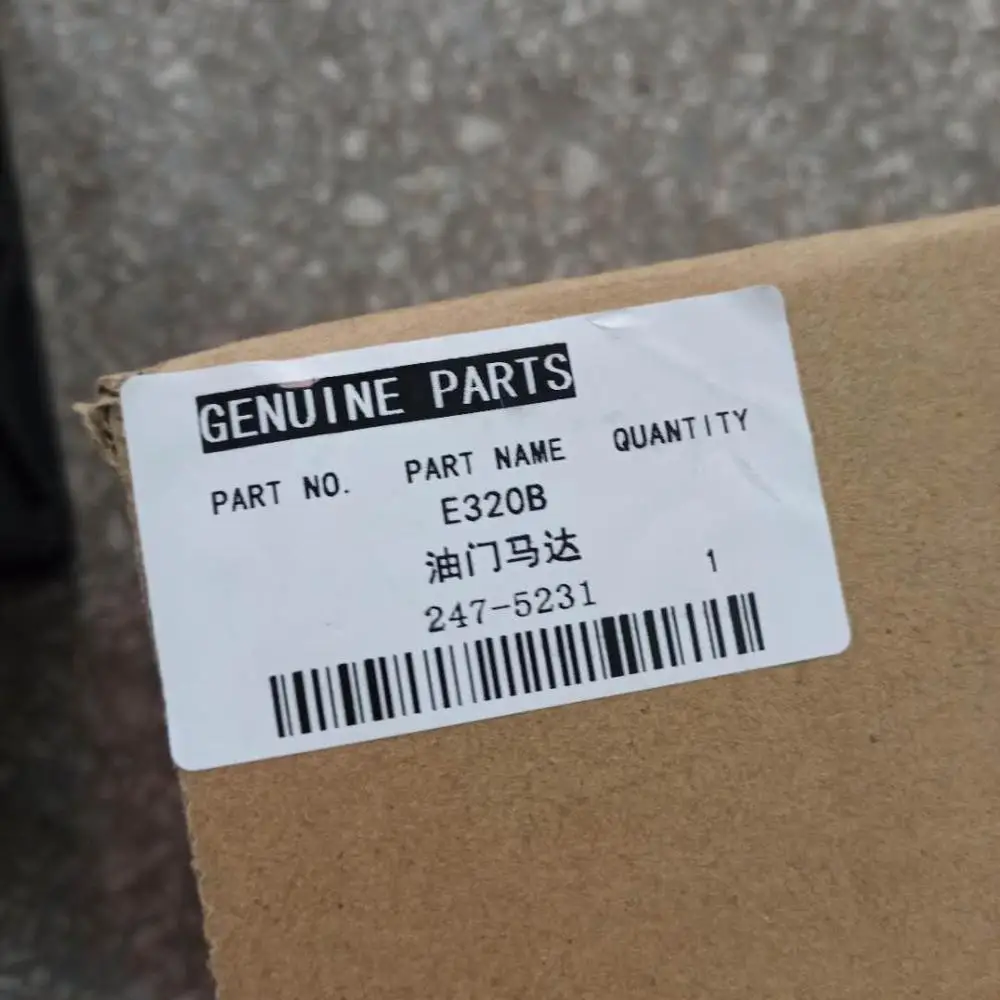 GENUINE PARTS
PART NO. PART NAME QUANTITY
E320B
油门马达 1
247-5231